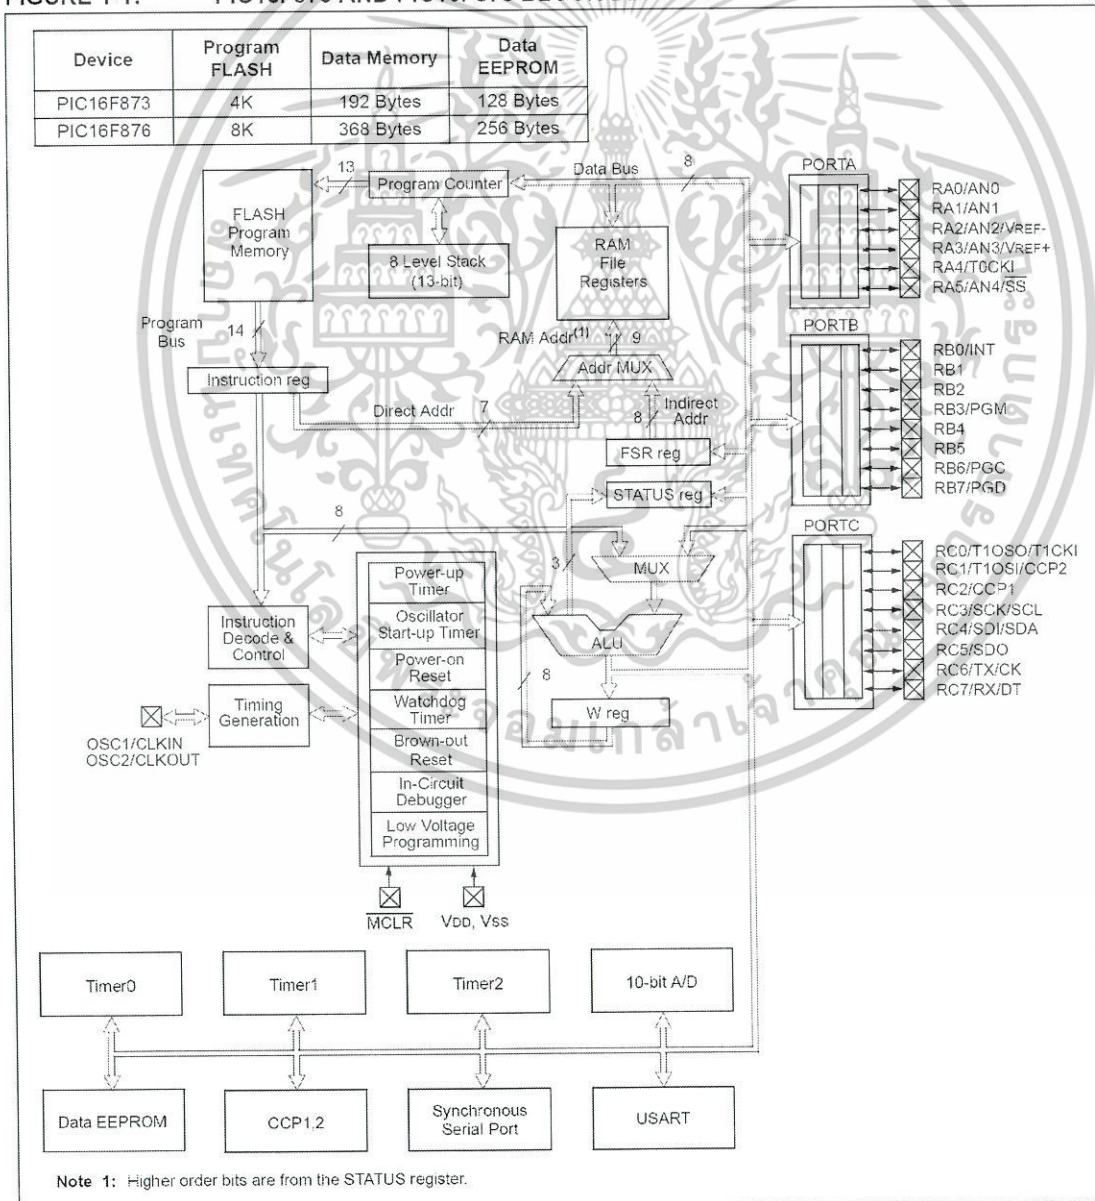 Device Program FLASH Data Memory Data EEPROM
PIC16F873 4K 192 Bytes 128 Bytes
PIC16F876 8K 368 Bytes 256 Bytes
13
Program Counter
Data Bus
8
FLASH
Program
Memory
8 Level Stack
(13-bit)
RAM
File
Registers
Program
Bus
14
RAM Addr(1)
9
Addr MUX
Instruction reg
Direct Addr
7
8
Indirect
Addr
FSR reg
STATUS reg
8
3
MUX
ALU
8
W reg
Power-up
Timer
Oscillator
Start-up Timer
Power-on
Reset
Watchdog
Timer
Brown-out
Reset
In-Circuit
Debugger
Low Voltage
Programming
Instruction
Decode &
Control
Timing
Generation
OSC1/CLKIN
OSC2/CLKOUT
MCLR
VDD, VSS
PORTA
RA0/AN0
RA1/AN1
RA2/AN2/VREF-
RA3/AN3/VREF+
RA4/T0CKI
RA5/AN4/SS
PORTB
RB0/INT
RB1
RB2
RB3/PGM
RB4
RB5
RB6/PGC
RB7/PGD
PORTC
RC0/T1OSO/T1CKI
RC1/T1OSI/CCP2
RC2/CCP1
RC3/SCK/SCL
RC4/SDI/SDA
RC5/SDO
RC6/TX/CK
RC7/RX/DT
Timer0
Timer1
Timer2
10-bit A/D
Data EEPROM
CCP1,2
Synchronous
Serial Port
USART
Note 1: Higher order bits are from the STATUS register.